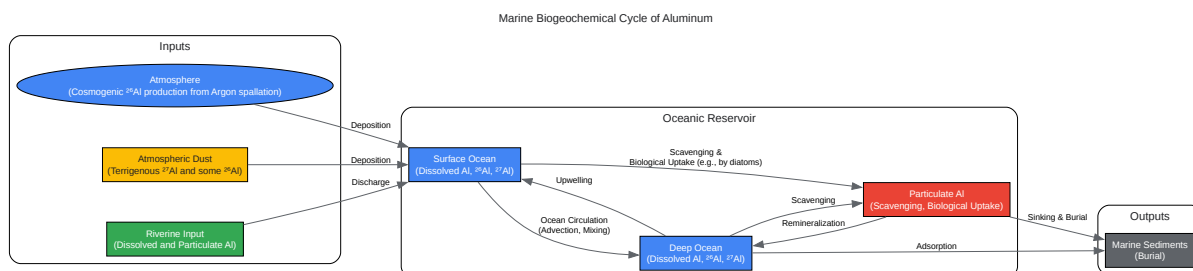 Marine Biogeochemical Cycle of Aluminum
Inputs
Atmosphere
(Cosmogenic ²⁶Al production from Argon spallation)
Atmospheric Dust
(Terrigenous ²⁷Al and some ²⁶Al)
Riverine Input
(Dissolved and Particulate Al)
Deposition
Deposition
Discharge
Oceanic Reservoir
Surface Ocean
(Dissolved Al, ²⁶Al, ²⁷Al)
Scavenging &
Biological Uptake (e.g., by diatoms)
Upwelling
Ocean Circulation
(Advection, Mixing)
Scavenging
Remineralization
Particulate Al
(Scavenging, Biological Uptake)
Deep Ocean
(Dissolved Al, ²⁶Al, ²⁷Al)
Sinking & Burial
Adsorption
Outputs
Marine Sediments
(Burial)